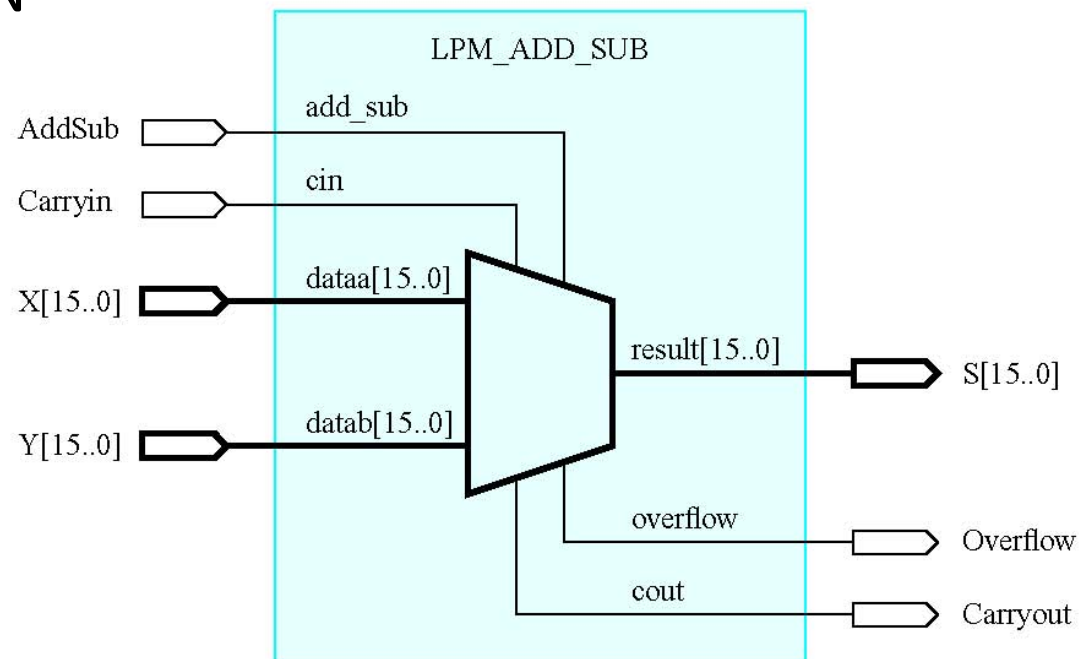 LPM_ADD_SUB
add_sub
AddSub
cin
Carryin
dataa[15..0]
X[15..0]
result[15..0]
S[15..0]
datab[15..0]
Y[15..0]
overflow
Overflow
cout
Carryout